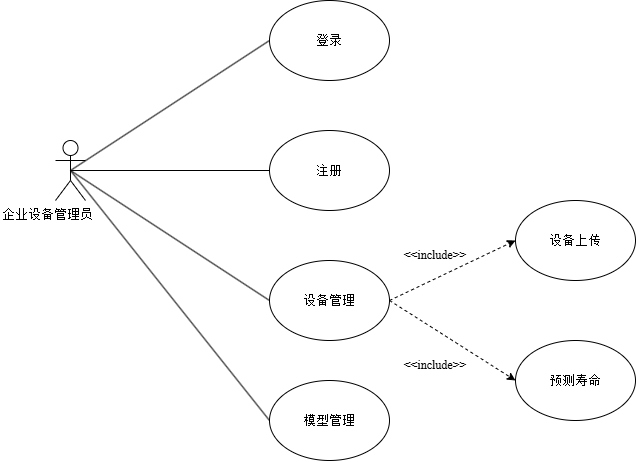 登录
注册
企业设备管理员
设备上传
<<include>>
设备管理
<<include>>
预测寿命
模型管理